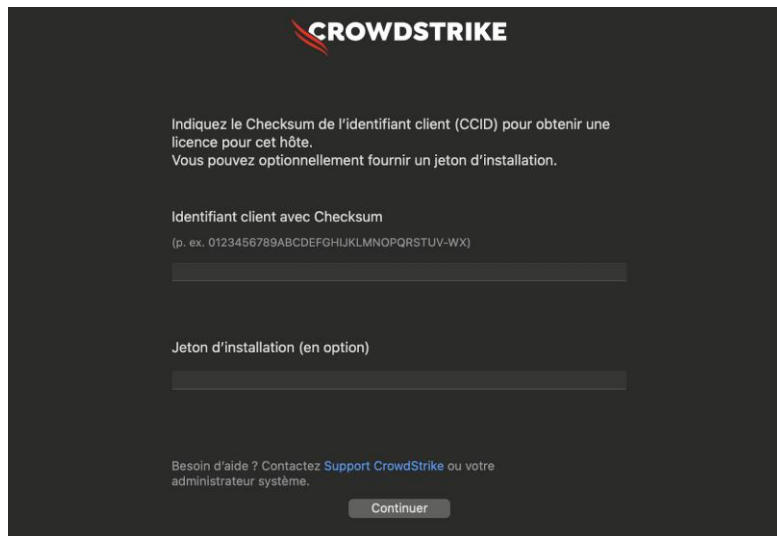 CROWDSTRIKE
Indiquez le Checksum de l'identifiant client (CCID) pour obtenir une
licence pour cet hôte.
Vous pouvez optionnellement fournir un jeton d'installation.
Identifiant client avec Checksum
(p. ex. 0123456789ABCDEFGHIJKLMNOPQRSTUV-WX)
Jeton d'installation (en option)
Besoin d'aide ? Contactez Support CrowdStrike ou votre
administrateur système.
Continuer